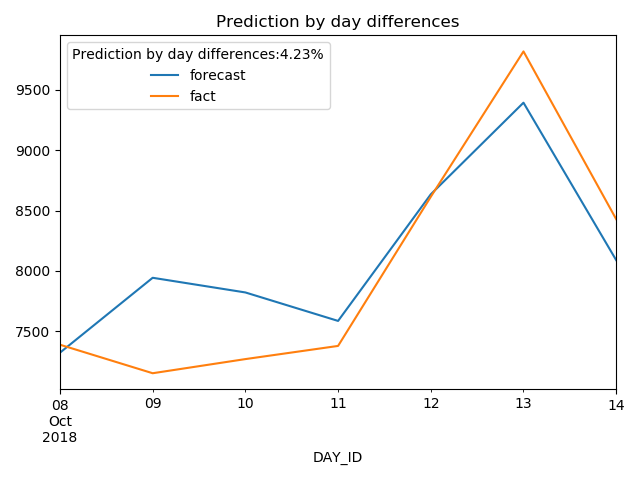 Prediction by day differences
Prediction by day differences:4.23%
forecast
fact
9500
9000
8500
8000
7500
08 09 10 11 12 13 14
Oct
2018
DAY_ID